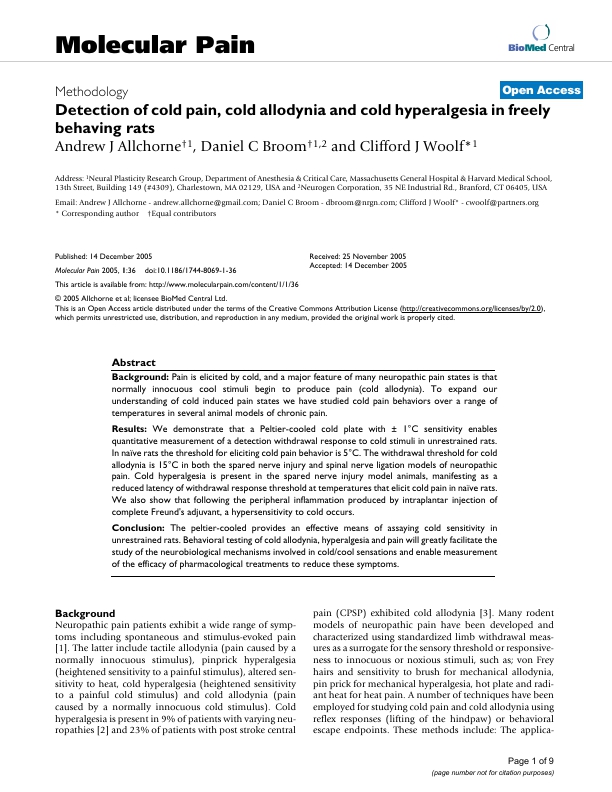 Molecular Pain
BioMed Central
Methodology
Open Access
Detection of cold pain, cold allodynia and cold hyperalgesia in freely
behaving rats
Andrew J Allchorne†1, Daniel C Broom†1,2 and Clifford J Woolf*1
Address: 1Neural Plasticity Research Group, Department of Anesthesia & Critical Care, Massachusetts General Hospital & Harvard Medical School,
13th Street, Building 149 (#4309), Charlestown, MA 02129, USA and 2Neurogen Corporation, 35 NE Industrial Rd., Branford, CT 06405, USA
Email: Andrew J Allchorne - andrew.allchorne@gmail.com; Daniel C Broom - dbroom@nrgn.com; Clifford J Woolf* - cwoolf@partners.org
* Corresponding author †Equal contributors
Published: 14 December 2005
Molecular Pain 2005, 1:36 doi:10.1186/1744-8069-1-36
Received: 25 November 2005
Accepted: 14 December 2005
This article is available from: http://www.molecularpain.com/content/1/1/36
© 2005 Allchorne et al; licensee BioMed Central Ltd.
This is an Open Access article distributed under the terms of the Creative Commons Attribution License (http://creativecommons.org/licenses/by/2.0),
which permits unrestricted use, distribution, and reproduction in any medium, provided the original work is properly cited.
Abstract
Background: Pain is elicited by cold, and a major feature of many neuropathic pain states is that
normally innocuous cool stimuli begin to produce pain (cold allodynia). To expand our
understanding of cold induced pain states we have studied cold pain behaviors over a range of
temperatures in several animal models of chronic pain.
Results: We demonstrate that a Peltier-cooled cold plate with ± 1°C sensitivity enables
quantitative measurement of a detection withdrawal response to cold stimuli in unrestrained rats.
In naïve rats the threshold for eliciting cold pain behavior is 5°C. The withdrawal threshold for cold
allodynia is 15°C in both the spared nerve injury and spinal nerve ligation models of neuropathic
pain. Cold hyperalgesia is present in the spared nerve injury model animals, manifesting as a
reduced latency of withdrawal response threshold at temperatures that elicit cold pain in naïve rats.
We also show that following the peripheral inflammation produced by intraplantar injection of
complete Freund's adjuvant, a hypersensitivity to cold occurs.
Conclusion: The peltier-cooled provides an effective means of assaying cold sensitivity in
unrestrained rats. Behavioral testing of cold allodynia, hyperalgesia and pain will greatly facilitate the
study of the neurobiological mechanisms involved in cold/cool sensations and enable measurement
of the efficacy of pharmacological treatments to reduce these symptoms.
Background
Neuropathic pain patients exhibit a wide range of symp-
toms including spontaneous and stimulus-evoked pain
[1]. The latter include tactile allodynia (pain caused by a
normally innocuous stimulus), pinprick hyperalgesia
(heightened sensitivity to a painful stimulus), altered sen-
sitivity to heat, cold hyperalgesia (heightened sensitivity
to a painful cold stimulus) and cold allodynia (pain
caused by a normally innocuous cold stimulus). Cold
hyperalgesia is present in 9% of patients with varying neu-
ropathies [2] and 23% of patients with post stroke central
pain (CPSP) exhibited cold allodynia [3]. Many rodent
models of neuropathic pain have been developed and
characterized using standardized limb withdrawal meas-
ures as a surrogate for the sensory threshold or responsive-
ness to innocuous or noxious stimuli, such as; von Frey
hairs and sensitivity to brush for mechanical allodynia,
pin prick for mechanical hyperalgesia, hot plate and radi-
ant heat for heat pain. A number of techniques have been
employed for studying cold pain and cold allodynia using
reflex responses (lifting of the hindpaw) or behavioral
escape endpoints. These methods include: The applica-
Page 1 of 9
(page number not for citation purposes)